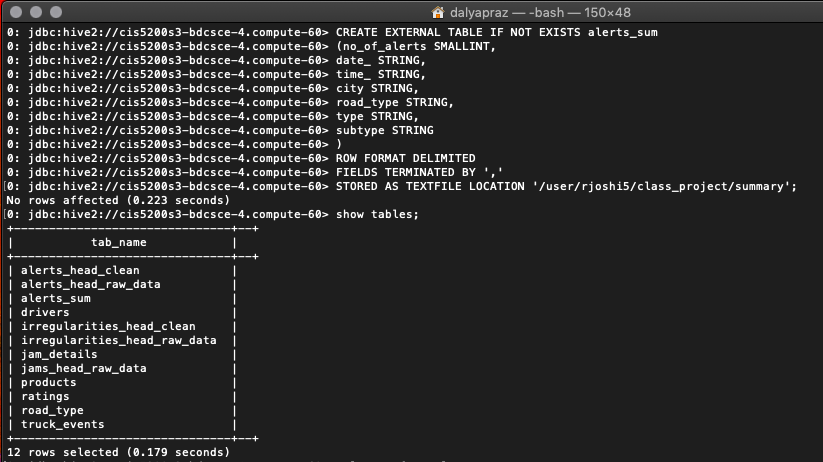 dalyapraz — -bash — 150×48
0: jdbc:hive2://cis5200s3-bdcsce-4.compute-60> CREATE EXTERNAL TABLE IF NOT EXISTS alerts_sum
0: jdbc:hive2://cis5200s3-bdcsce-4.compute-60> (no_of_alerts SMALLINT,
0: jdbc:hive2://cis5200s3-bdcsce-4.compute-60> date_ STRING,
0: jdbc:hive2://cis5200s3-bdcsce-4.compute-60> time_ STRING,
0: jdbc:hive2://cis5200s3-bdcsce-4.compute-60> city STRING,
0: jdbc:hive2://cis5200s3-bdcsce-4.compute-60> road_type STRING,
0: jdbc:hive2://cis5200s3-bdcsce-4.compute-60> type STRING,
0: jdbc:hive2://cis5200s3-bdcsce-4.compute-60> subtype STRING
0: jdbc:hive2://cis5200s3-bdcsce-4.compute-60> )
0: jdbc:hive2://cis5200s3-bdcsce-4.compute-60> ROW FORMAT DELIMITED
0: jdbc:hive2://cis5200s3-bdcsce-4.compute-60> FIELDS TERMINATED BY ','
[0: jdbc:hive2://cis5200s3-bdcsce-4.compute-60> STORED AS TEXTFILE LOCATION '/user/rjoshi5/class_project/summary';
No rows affected (0.223 seconds)
[0: jdbc:hive2://cis5200s3-bdcsce-4.compute-60> show tables;
+-------------------------------+--+
|           tab_name            |
+-------------------------------+--+
| alerts_head_clean             |
| alerts_head_raw_data          |
| alerts_sum                    |
| drivers                       |
| irregularities_head_clean     |
| irregularities_head_raw_data  |
| jam_details                   |
| jams_head_raw_data            |
| products                      |
| ratings                       |
| road_type                     |
| truck_events                  |
+-------------------------------+--+
12 rows selected (0.179 seconds)